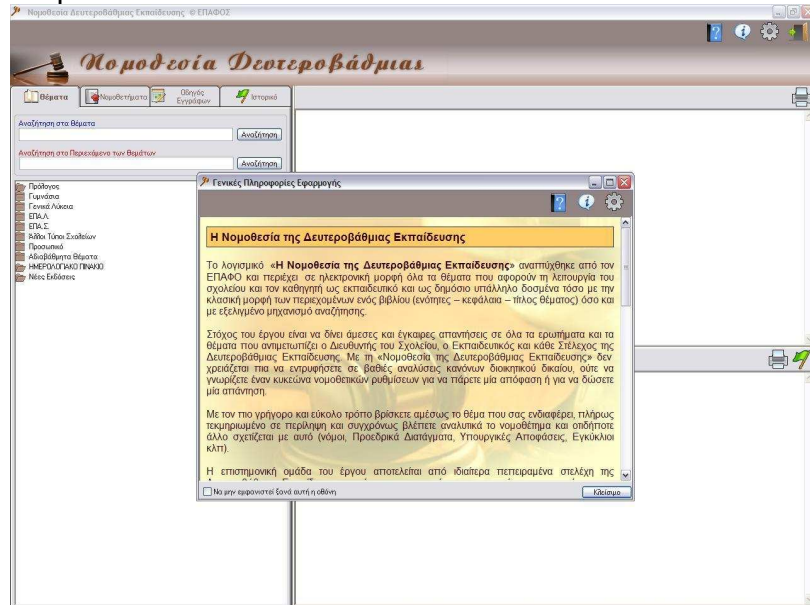 Νομοθεσία Δευτεροβάθμιας Εκπαίδευσης © ΕΠΑΦΟΣ
Νομοθεσία Δευτεροβάθμιας
Θέματα
Νομοθετήματα
Οδηγός
Εγγράφων
Ιστορικό
Αναζήτηση στα Θέματα
Αναζήτηση
Αναζήτηση στο Περιεχόμενο των Θεμάτων
Αναζήτηση
Πρόλογος
Γυμνάσια
Γενικά Λύκεια
ΕΠΑ.Λ.
ΕΠΑ.Σ.
Άλλοι Τύποι Σχολείων
Προσωπικό
Αδιαβάθμητα Θέματα
ΗΜΕΡΟΛΟΓΙΑΚΟ ΠΙΝΑΚΙΟ
Νέες Εκδόσεις
Γενικές Πληροφορίες Εφαρμογής
Η Νομοθεσία της Δευτεροβάθμιας Εκπαίδευσης
Το λογισμικό «Η Νομοθεσία της Δευτεροβάθμιας Εκπαίδευσης» αναπτύχθηκε από τον
ΕΠΑΦΟ και περιέχει σε ηλεκτρονική μορφή όλα τα θέματα που αφορούν τη λειτουργία του
σχολείου και τον καθηγητή ως εκπαιδευτικό και ως δημόσιο υπάλληλο δοσμένα τόσο με την
κλασική μορφή των περιεχομένων ενός βιβλίου (ενότητες – κεφάλαια – τίτλος θέματος) όσο και
με εξελιγμένο μηχανισμό αναζήτησης.
Στόχος του έργου είναι να δίνει άμεσες και έγκαιρες απαντήσεις σε όλα τα ερωτήματα και τα
θέματα που αντιμετωπίζει ο Διευθυντής του Σχολείου, ο Εκπαιδευτικός και κάθε Στέλεχος της
Δευτεροβάθμιας Εκπαίδευσης. Με τη «Νομοθεσία της Δευτεροβάθμιας Εκπαίδευσης» δεν
χρειάζεται πια να εντρυφήσετε σε βαθιές αναλύσεις κανόνων διοικητικού δικαίου, ούτε να
γνωρίζετε έναν κυκεώνα νομοθετικών ρυθμίσεων για να πάρετε μία απόφαση ή για να δώσετε
μία απάντηση.
Με τον πιο γρήγορο και εύκολο τρόπο βρίσκετε αμέσως το θέμα που σας ενδιαφέρει, πλήρως
τεκμηριωμένο σε περίληψη και συγχρόνως βλέπετε αναλυτικά το νομοθέτημα και οτιδήποτε
άλλο σχετίζεται με αυτό (νόμοι, Προεδρικά Διατάγματα, Υπουργικές Αποφάσεις, Εγκύκλιοι
κλπ).
Η επιστημονική ομάδα του έργου αποτελείται από ιδιαίτερα πεπειραμένα στελέχη της
Να μην εμφανιστεί ξανά αυτή η οθόνη
Κλείσιμο